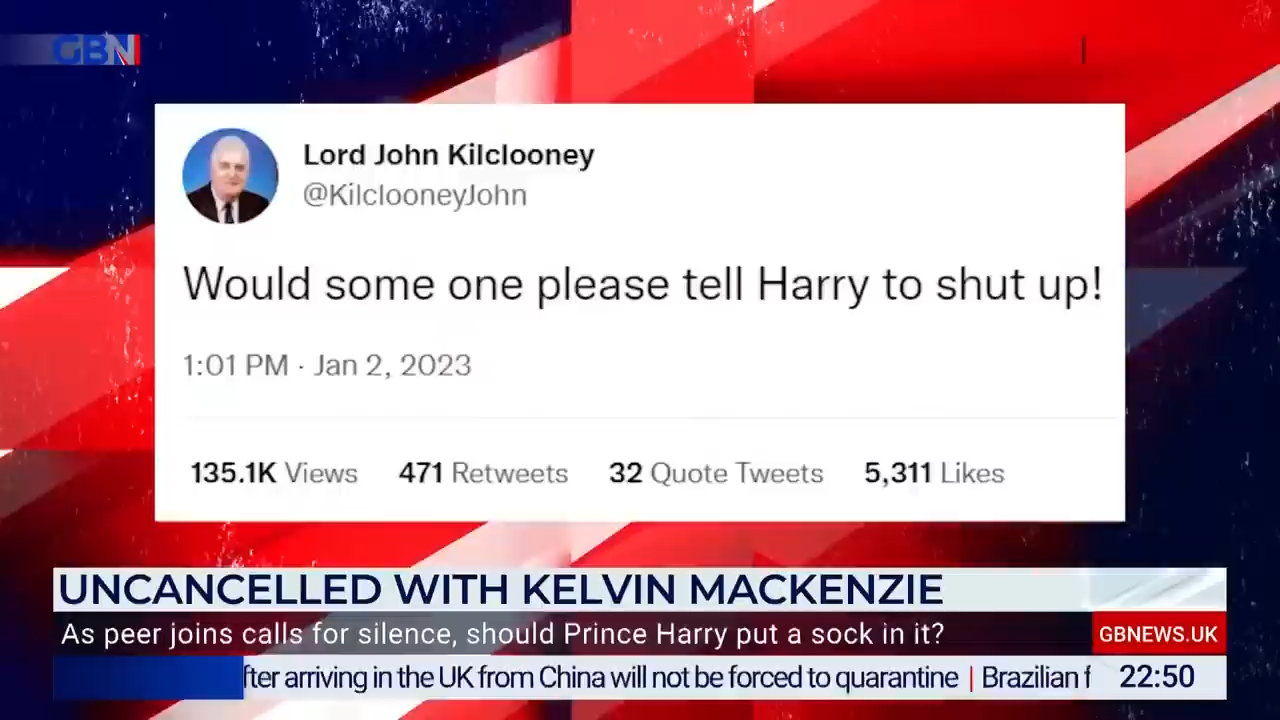 GBN
Lord John Kilclooney
@KilclooneyJohn
Would some one please tell Harry to shut up!
1:01 PM · Jan 2, 2023
135.1K Views 471 Retweets 32 Quote Tweets 5,311 Likes
UNCANCELLED WITH KELVIN MACKENZIE
As peer joins calls for silence, should Prince Harry put a sock in it?
GBNEWS.UK
fter arriving in the UK from China will not be forced to quarantine | Brazilian f
22:50